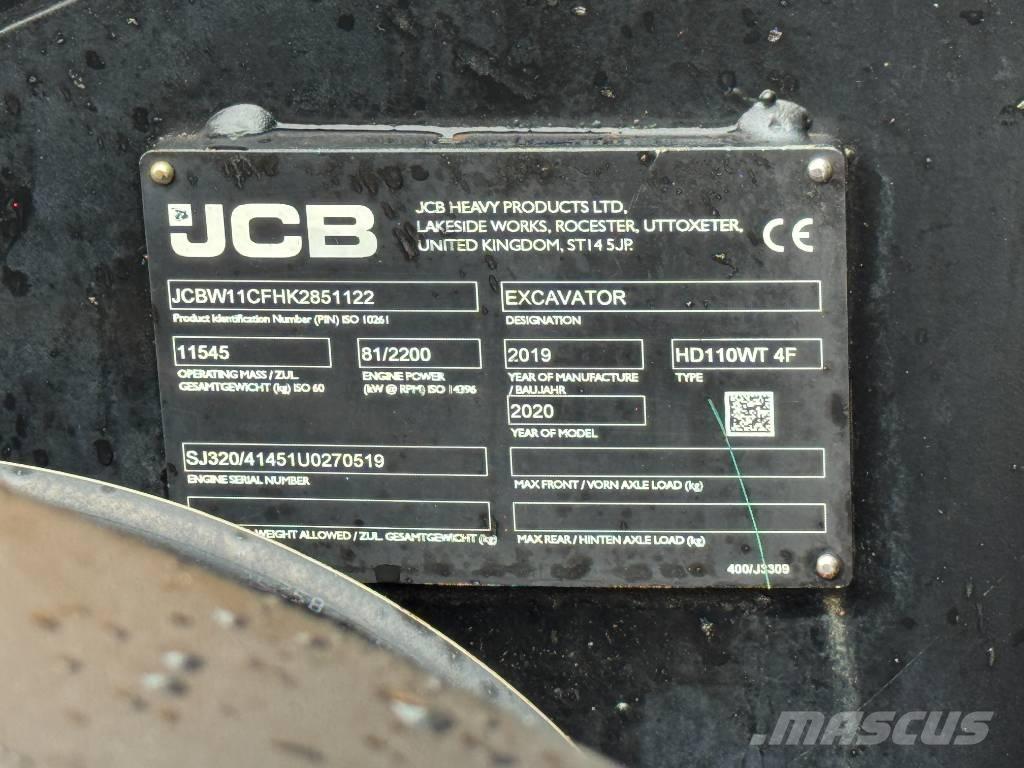 JCB
JCB HEAVY PRODUCTS LTD,
LAKESIDE WORKS, ROCESTER, UTTOXETER,
UNITED KINGDOM, ST14 5JP.
CE
JCBW11CFHK2851122
Product Identification Number (PIN) ISO 10261
EXCAVATOR
DESIGNATION
11545
OPERATING MASS / ZUL.
GESAMTGEWICHT (kg) ISO 60
81/2200
ENGINE POWER
(kW @ RPM) ISO 14396
2019
YEAR OF MANUFACTURE
/ BAUJAHR
HD110WT 4F
TYPE
2020
YEAR OF MODEL
SJ320/41451U0270519
ENGINE SERIAL NUMBER
MAX FRONT / VORN AXLE LOAD (kg)
WEIGHT ALLOWED / ZUL. GESAMTGEWICHT (kg)
MAX REAR / HINTEN AXLE LOAD (kg)
400/J3309
MASCUS